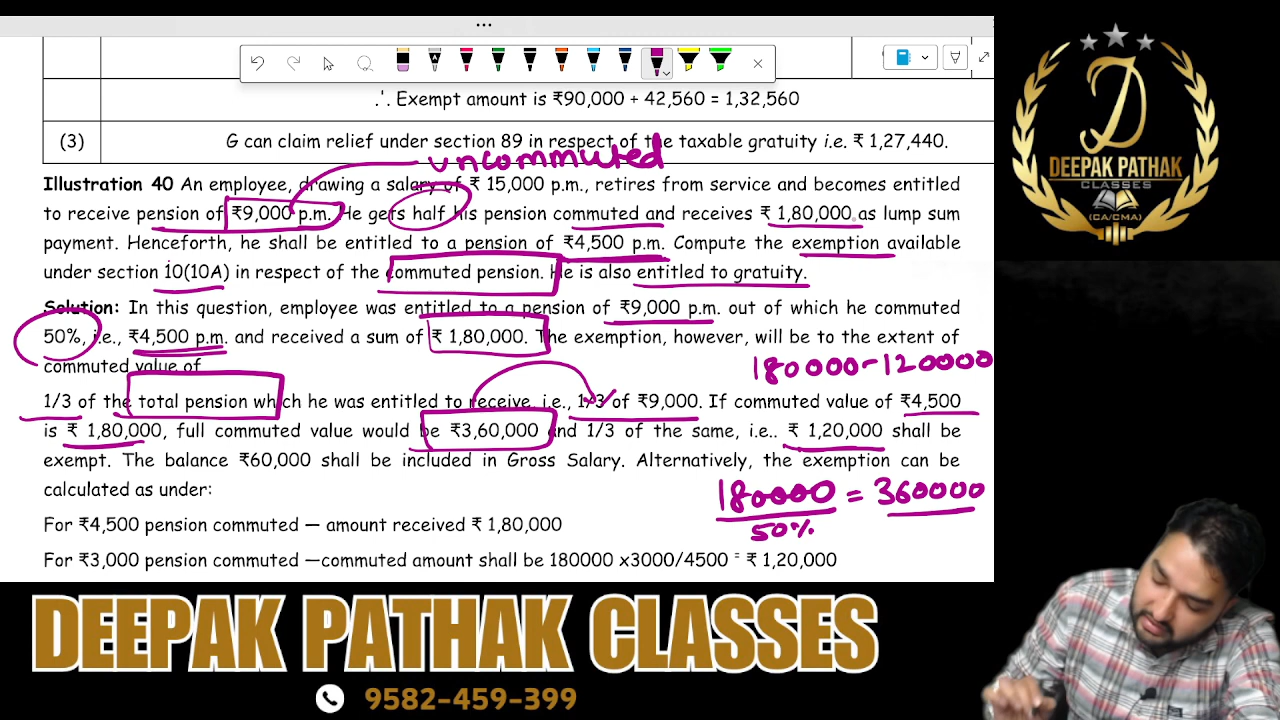 .'. Exempt amount is ₹90,000 + 42,560 = 1,32,560
(3) G can claim relief under section 89 in respect of the taxable gratuity i.e. ₹ 1,27,440.
uncommuted
Illustration 40 An employee, drawing a salary of ₹ 15,000 p.m., retires from service and becomes entitled
to receive pension of ₹9,000 p.m. He gets half his pension commuted and receives ₹ 1,80,000 as lump sum
payment. Henceforth, he shall be entitled to a pension of ₹4,500 p.m. Compute the exemption available
under section 10(10A) in respect of the commuted pension. He is also entitled to gratuity.
Solution: In this question, employee was entitled to a pension of ₹9,000 p.m. out of which he commuted
50%, i.e., ₹4,500 p.m. and received a sum of ₹ 1,80,000. The exemption, however, will be to the extent of
commuted value of
180000-120000
1/3 of the total pension which he was entitled to receive, i.e., 1/3 of ₹9,000. If commuted value of ₹4,500
is ₹ 1,80,000, full commuted value would be ₹3,60,000 and 1/3 of the same, i.e.. ₹ 1,20,000 shall be
exempt. The balance ₹60,000 shall be included in Gross Salary. Alternatively, the exemption can be
calculated as under:
180000 = 360000
50%
For ₹4,500 pension commuted — amount received ₹ 1,80,000
For ₹3,000 pension commuted —commuted amount shall be 180000 x3000/4500 = ₹ 1,20,000
D
DEEPAK PATHAK
CLASSES
(CA/CMA)
DEEPAK PATHAK CLASSES
9582-459-399